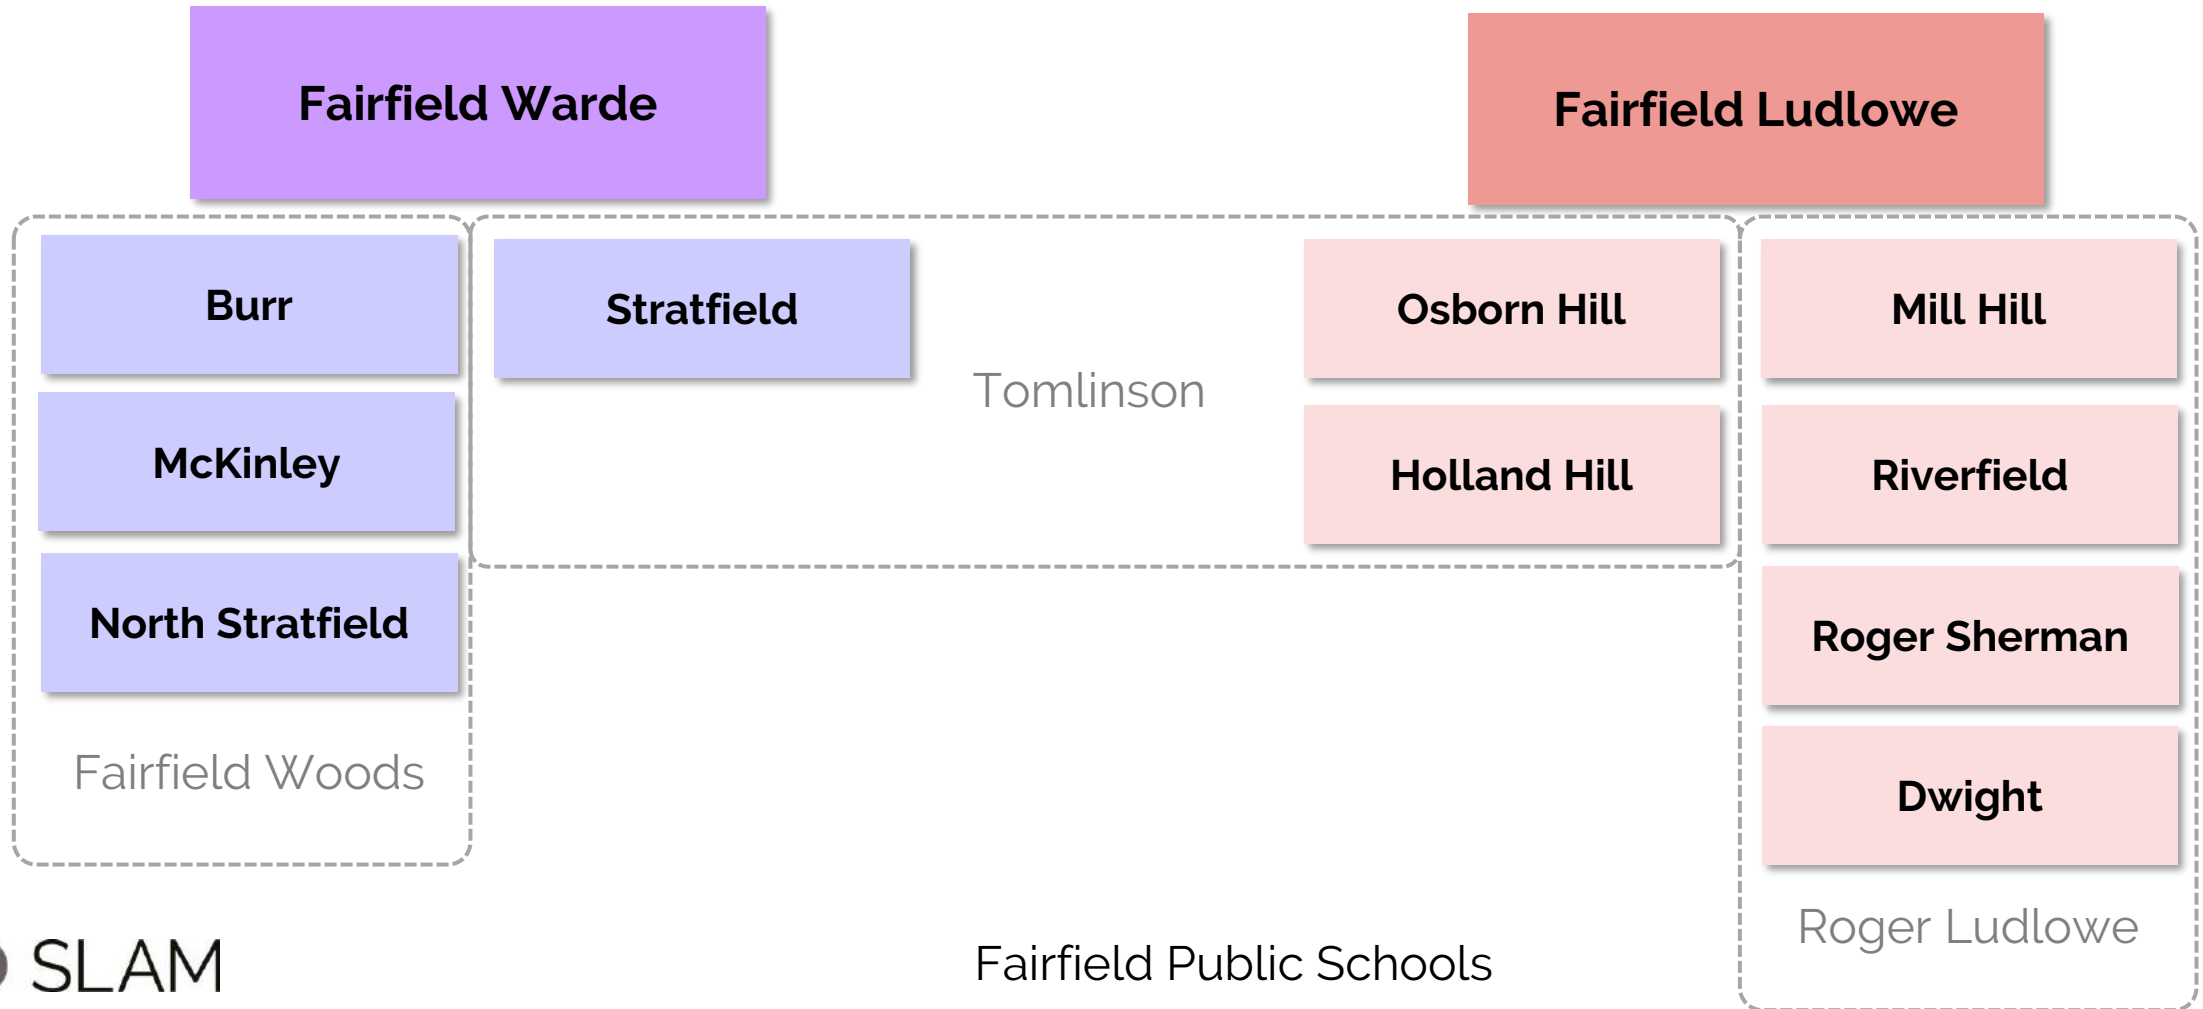 Fairfield Warde
Fairfield Ludlowe
Burr
McKinley
North Stratfield
Fairfield Woods
Stratfield
Tomlinson
Osborn Hill
Holland Hill
Mill Hill
Riverfield
Roger Sherman
Dwight
Roger Ludlowe
SLAM
Fairfield Public Schools